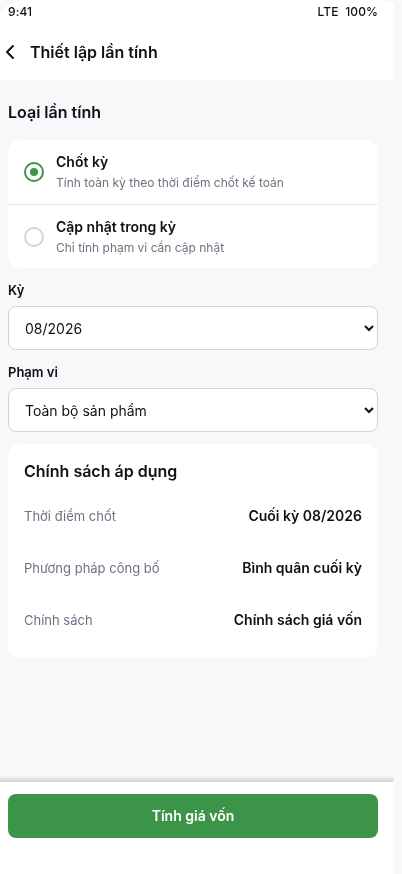 9:41
LTE 100%
Thiết lập lần tính
Loại lần tính
Chốt kỳ
Tính toàn kỳ theo thời điểm chốt kế toán
Cập nhật trong kỳ
Chỉ tính phạm vi cần cập nhật
Kỳ
08/2026
Phạm vi
Toàn bộ sản phẩm
Chính sách áp dụng
Thời điểm chốt
Cuối kỳ 08/2026
Phương pháp công bố
Bình quân cuối kỳ
Chính sách
Chính sách giá vốn
Tính giá vốn